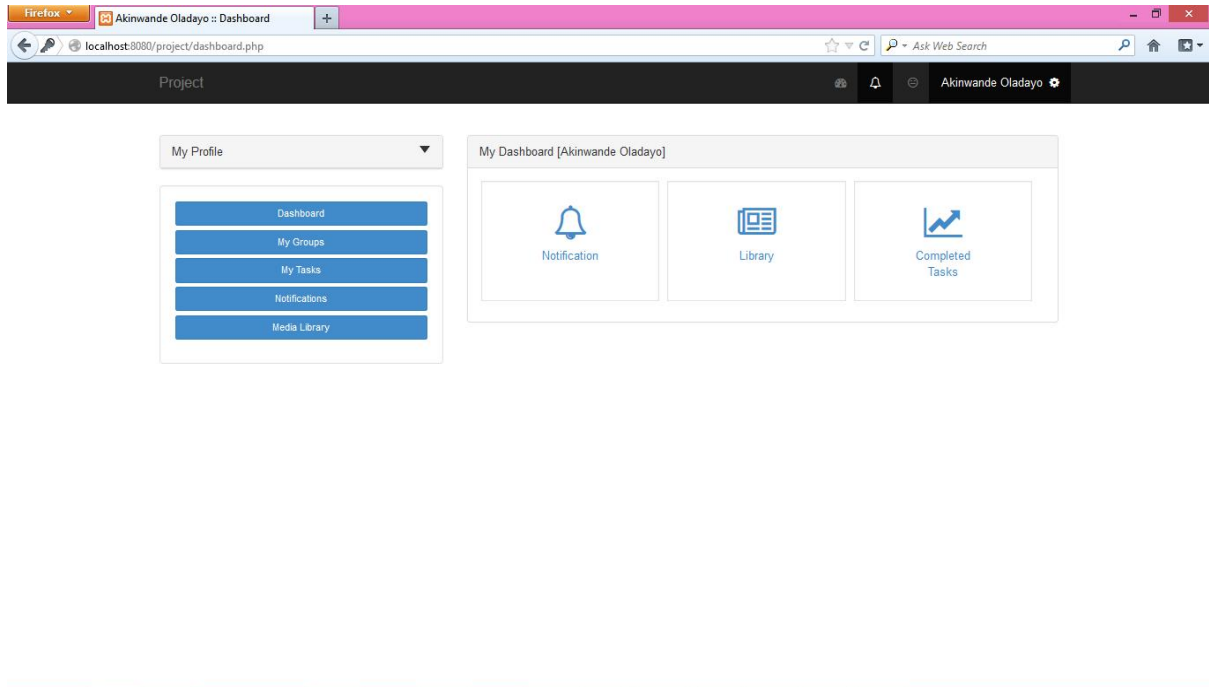 Firefox
Akinwande Oladayo :: Dashboard
localhost:8080/project/dashboard.php
Ask Web Search
Project
Akinwande Oladayo
My Profile
My Dashboard [Akinwande Oladayo]
Dashboard
My Groups
My Tasks
Notifications
Media Library
Notification
Library
Completed
Tasks